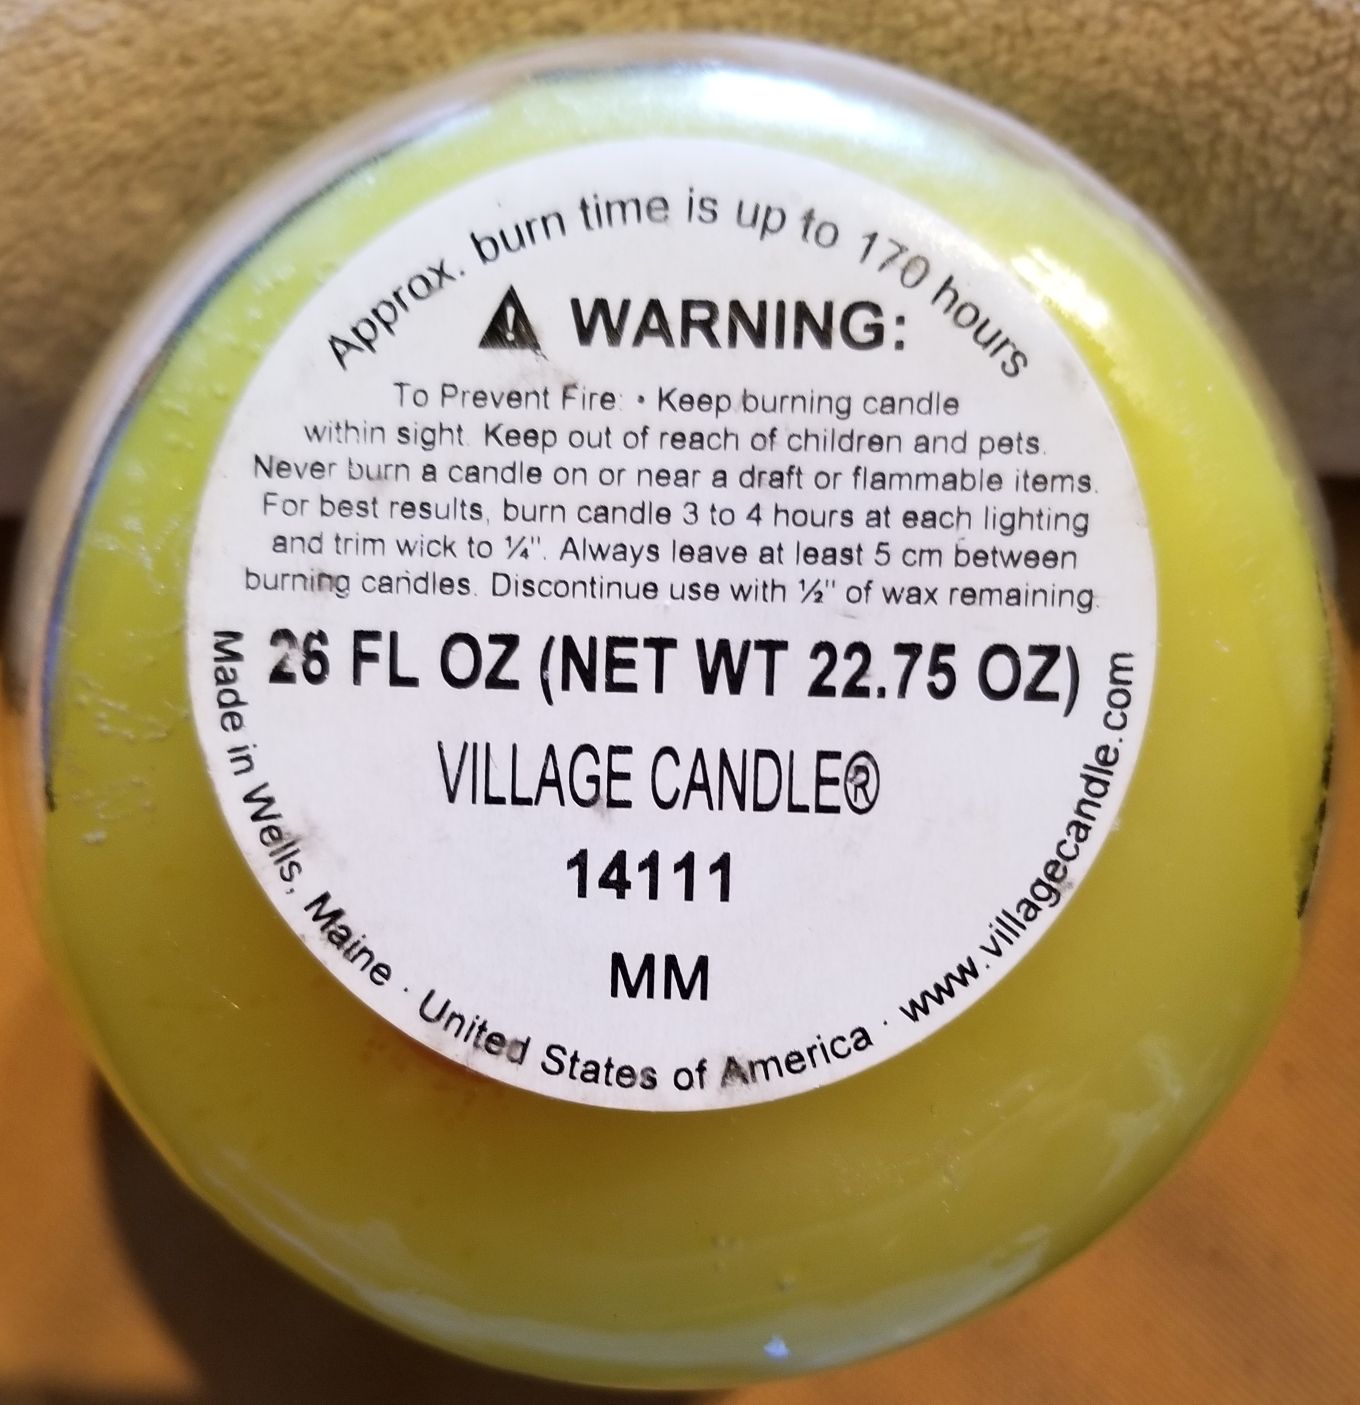 Approx. burn time is up to 170 hours
WARNING:
To Prevent Fire: • Keep burning candle
within sight. Keep out of reach of children and pets.
Never burn a candle on or near a draft or flammable items.
For best results, burn candle 3 to 4 hours at each lighting
and trim wick to ¼". Always leave at least 5 cm between
burning candles. Discontinue use with ½" of wax remaining.
26 FL OZ (NET WT 22.75 OZ)
VILLAGE CANDLE®
14111
MM
Made in Wells, Maine · United States of America · www.villagecandle.com